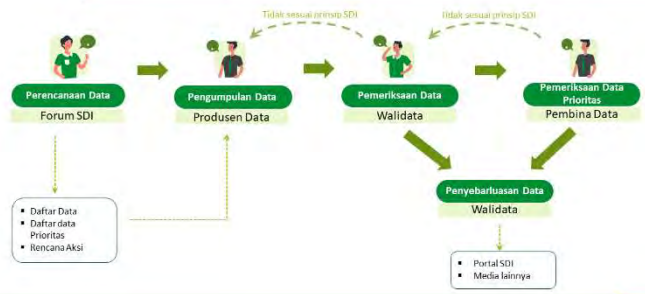 Tidak sesuai prinsip SDI
Tidak sesuai prinsip SDI
Perencanaan Data
Forum SDI
Pengumpulan Data
Produsen Data
Pemeriksaan Data
Walidata
Pemeriksaan Data
Prioritas
Pembina Data
Penyebarluasan Data
Walidata
▪ Daftar Data
▪ Daftar data
Prioritas
▪ Rencana Aksi
▪ Portal SDI
▪ Media lainnya